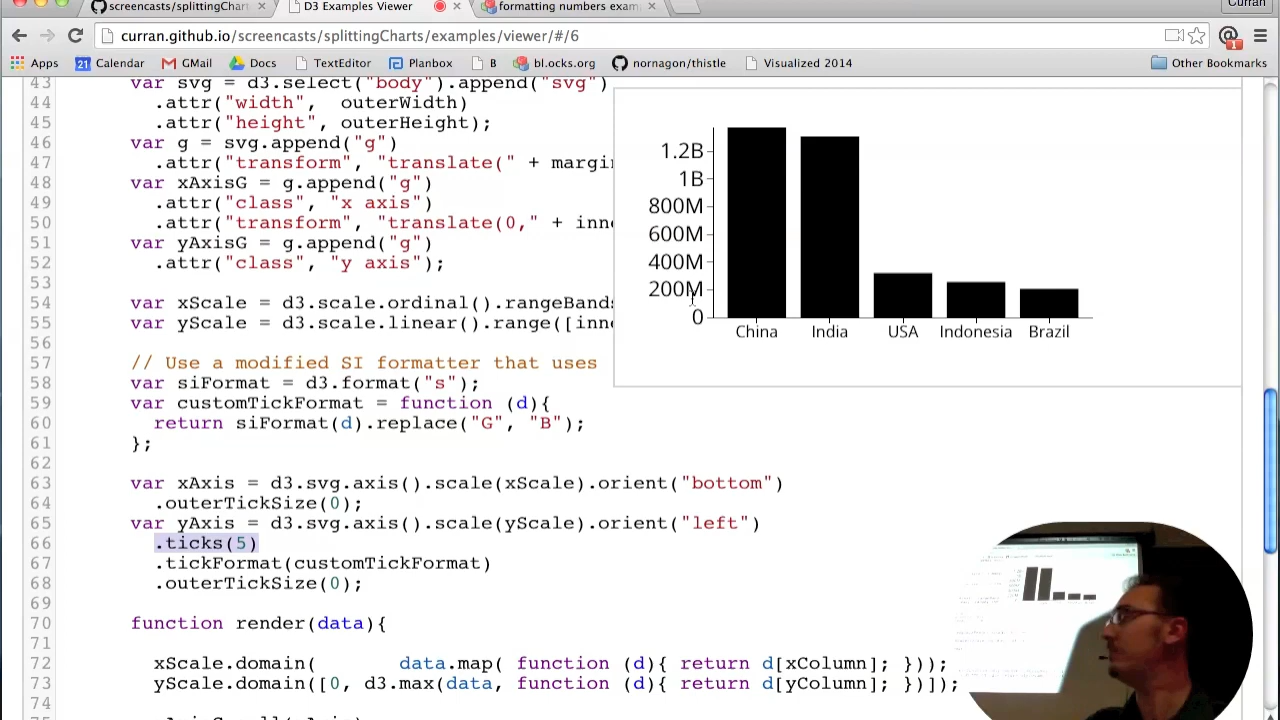 screencasts/splittingChart
D3 Examples Viewer
formatting numbers exam
Curran
curran.github.io/screencasts/splittingCharts/examples/viewer/#/6
Apps
21 Calendar
GMail
Docs
TextEditor
Planbox
B
bl.ocks.org
nornagon/thistle
Visualized 2014
Other Bookmarks
43 var svg = d3.select("body").append("svg")
44 .attr("width", outerWidth)
45 .attr("height", outerHeight);
46 var g = svg.append("g")
47 .attr("transform", "translate(" + margi
48 var xAxisG = g.append("g")
49 .attr("class", "x axis")
50 .attr("transform", "translate(0," + inne
51 var yAxisG = g.append("g")
52 .attr("class", "y axis");
53
54 var xScale = d3.scale.ordinal().rangeBands
55 var yScale = d3.scale.linear().range([inne
56
57 // Use a modified SI formatter that uses
58 var siFormat = d3.format("s");
59 var customTickFormat = function (d){
60 return siFormat(d).replace("G", "B");
61 };
62
63 var xAxis = d3.svg.axis().scale(xScale).orient("bottom")
64 .outerTickSize(0);
65 var yAxis = d3.svg.axis().scale(yScale).orient("left")
66 .ticks(5)
67 .tickFormat(customTickFormat)
68 .outerTickSize(0);
69
70 function render(data){
71
72 xScale.domain( data.map( function (d){ return d[xColumn]; }));
73 yScale.domain([0, d3.max(data, function (d){ return d[yColumn]; })]);
74
1.2B
1B
800M
600M
400M
200M
0
China India USA Indonesia Brazil